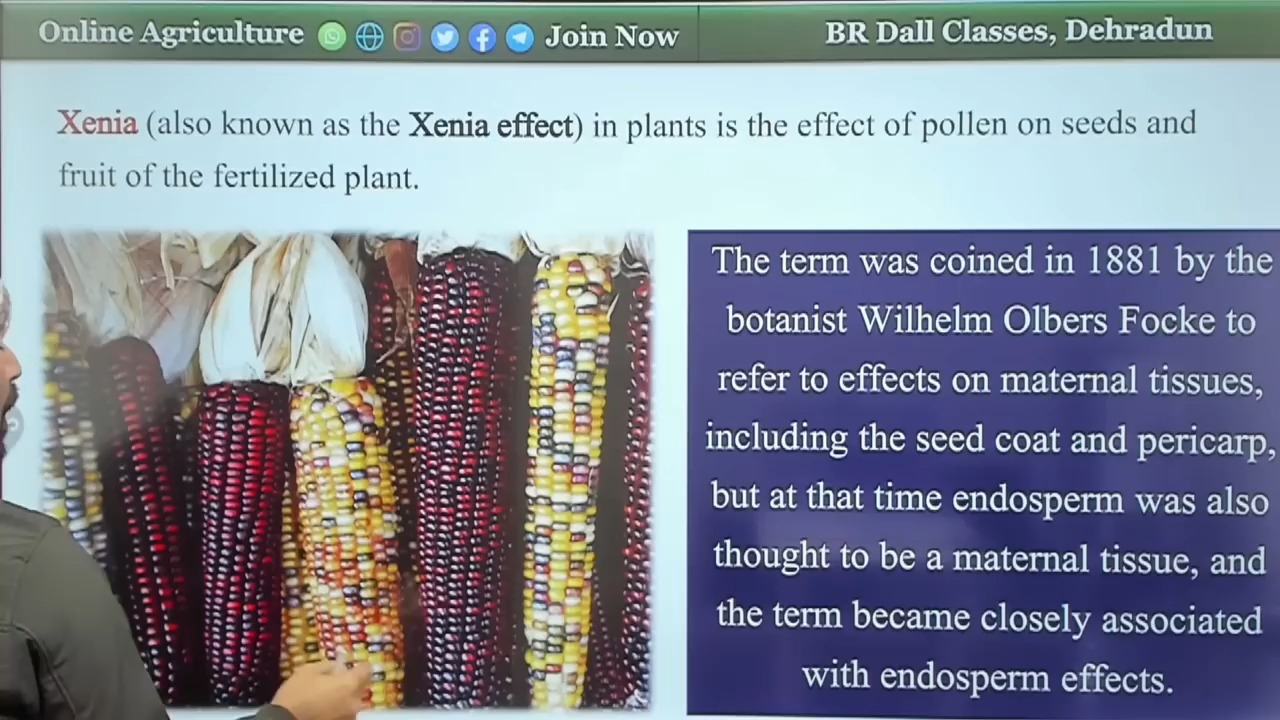 Online Agriculture Join Now
BR Dall Classes, Dehradun
Xenia (also known as the Xenia effect) in plants is the effect of pollen on seeds and
fruit of the fertilized plant.
The term was coined in 1881 by the
botanist Wilhelm Olbers Focke to
refer to effects on maternal tissues,
including the seed coat and pericarp,
but at that time endosperm was also
thought to be a maternal tissue, and
the term became closely associated
with endosperm effects.